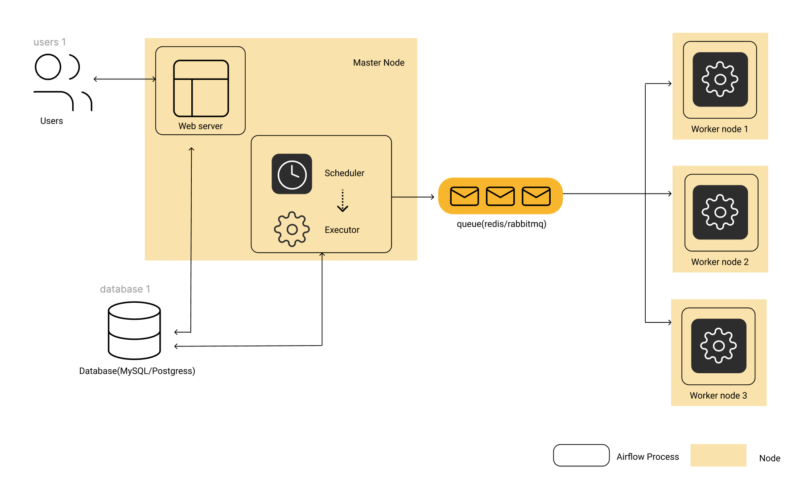 users 1
Users
Master Node
Web server
Scheduler
Executor
queue(redis/rabbitmq)
Worker node 1
Worker node 2
Worker node 3
database 1
Database(MySQL/Postgress)
Airflow Process
Node